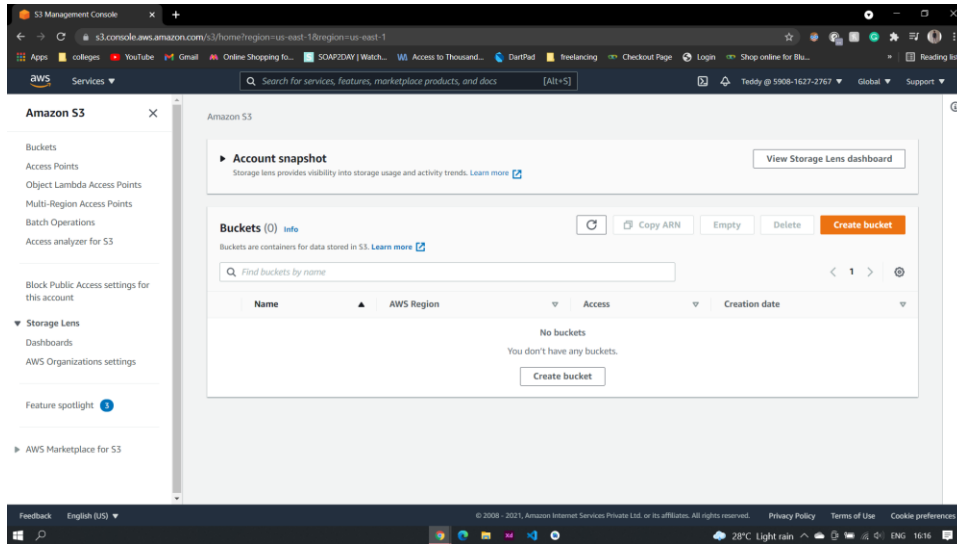 S3 Management Console
s3.console.aws.amazon.com/s3/home?region=us-east-1&region=us-east-1
Apps colleges YouTube Gmail Online Shopping fo... SOAP2DAY | Watch... Access to Thousand... DartPad freelancing Checkout Page Login Shop online for Blu... » Reading lis
aws Services ▼ Search for services, features, marketplace products, and docs [Alt+S] Teddy @ 5908-1627-2767 ▼ Global ▼ Support ▼
Amazon S3
Buckets
Access Points
Object Lambda Access Points
Multi-Region Access Points
Batch Operations
Access analyzer for S3
Block Public Access settings for
this account
Storage Lens
Dashboards
AWS Organizations settings
Feature spotlight 3
AWS Marketplace for S3
Amazon S3
Account snapshot
Storage lens provides visibility into storage usage and activity trends. Learn more
View Storage Lens dashboard
Buckets (0) Info
Copy ARN Empty Delete Create bucket
Buckets are containers for data stored in S3. Learn more
Find buckets by name
1
Name AWS Region Access Creation date
No buckets
You don't have any buckets.
Create bucket
Feedback English (US) ▼ © 2008 - 2021, Amazon Internet Services Private Ltd. or its affiliates. All rights reserved. Privacy Policy Terms of Use Cookie preferences
Xd 28°C Light rain ENG 16:16